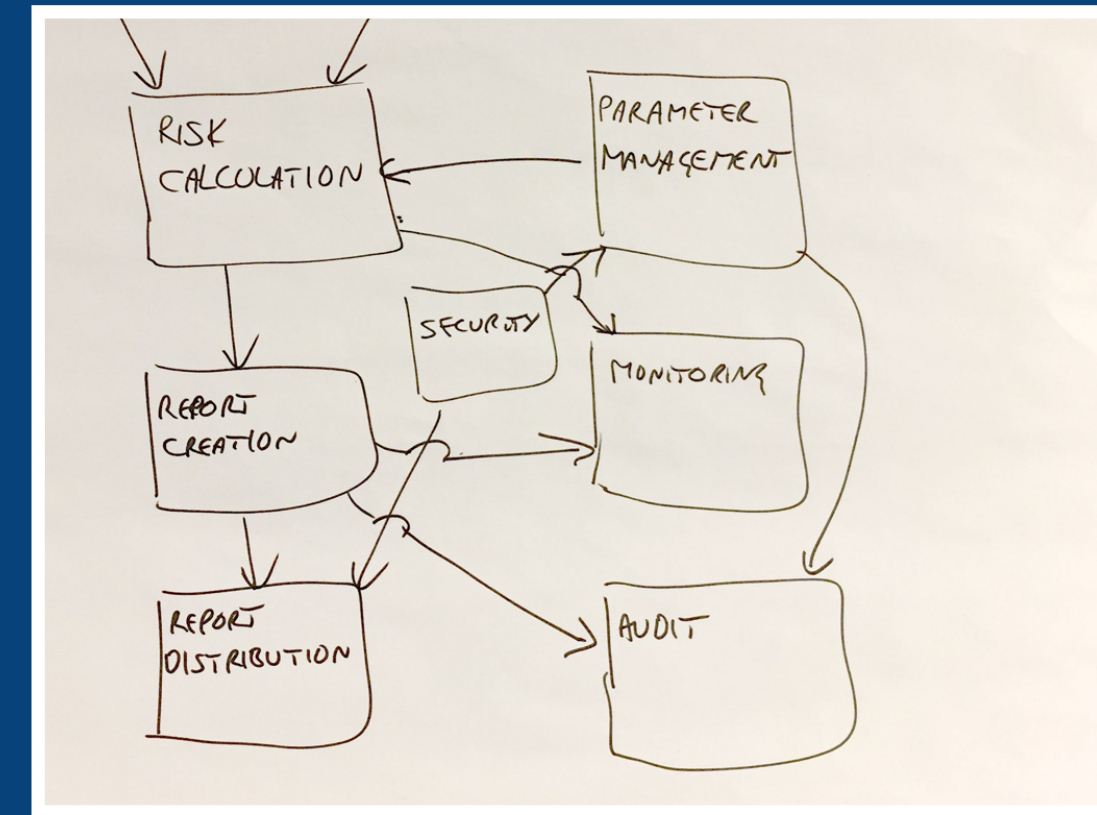 RISK
CALCULATION
PARAMETER
MANAGEMENT
SECURITY
MONITORING
REPORT
CREATION
REPORT
DISTRIBUTION
AUDIT